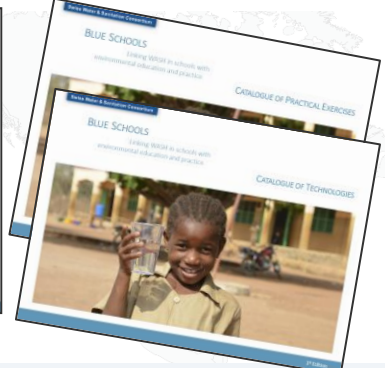 Swiss Water & Sanitation Consortium
BLUE SCHOOLS
Linking WASH in schools with
environmental education and practice
CATALOGUE OF PRACTICAL EXERCISES
Swiss Water & Sanitation Consortium
BLUE SCHOOLS
Linking WASH in schools with
environmental education and practice
CATALOGUE OF TECHNOLOGIES